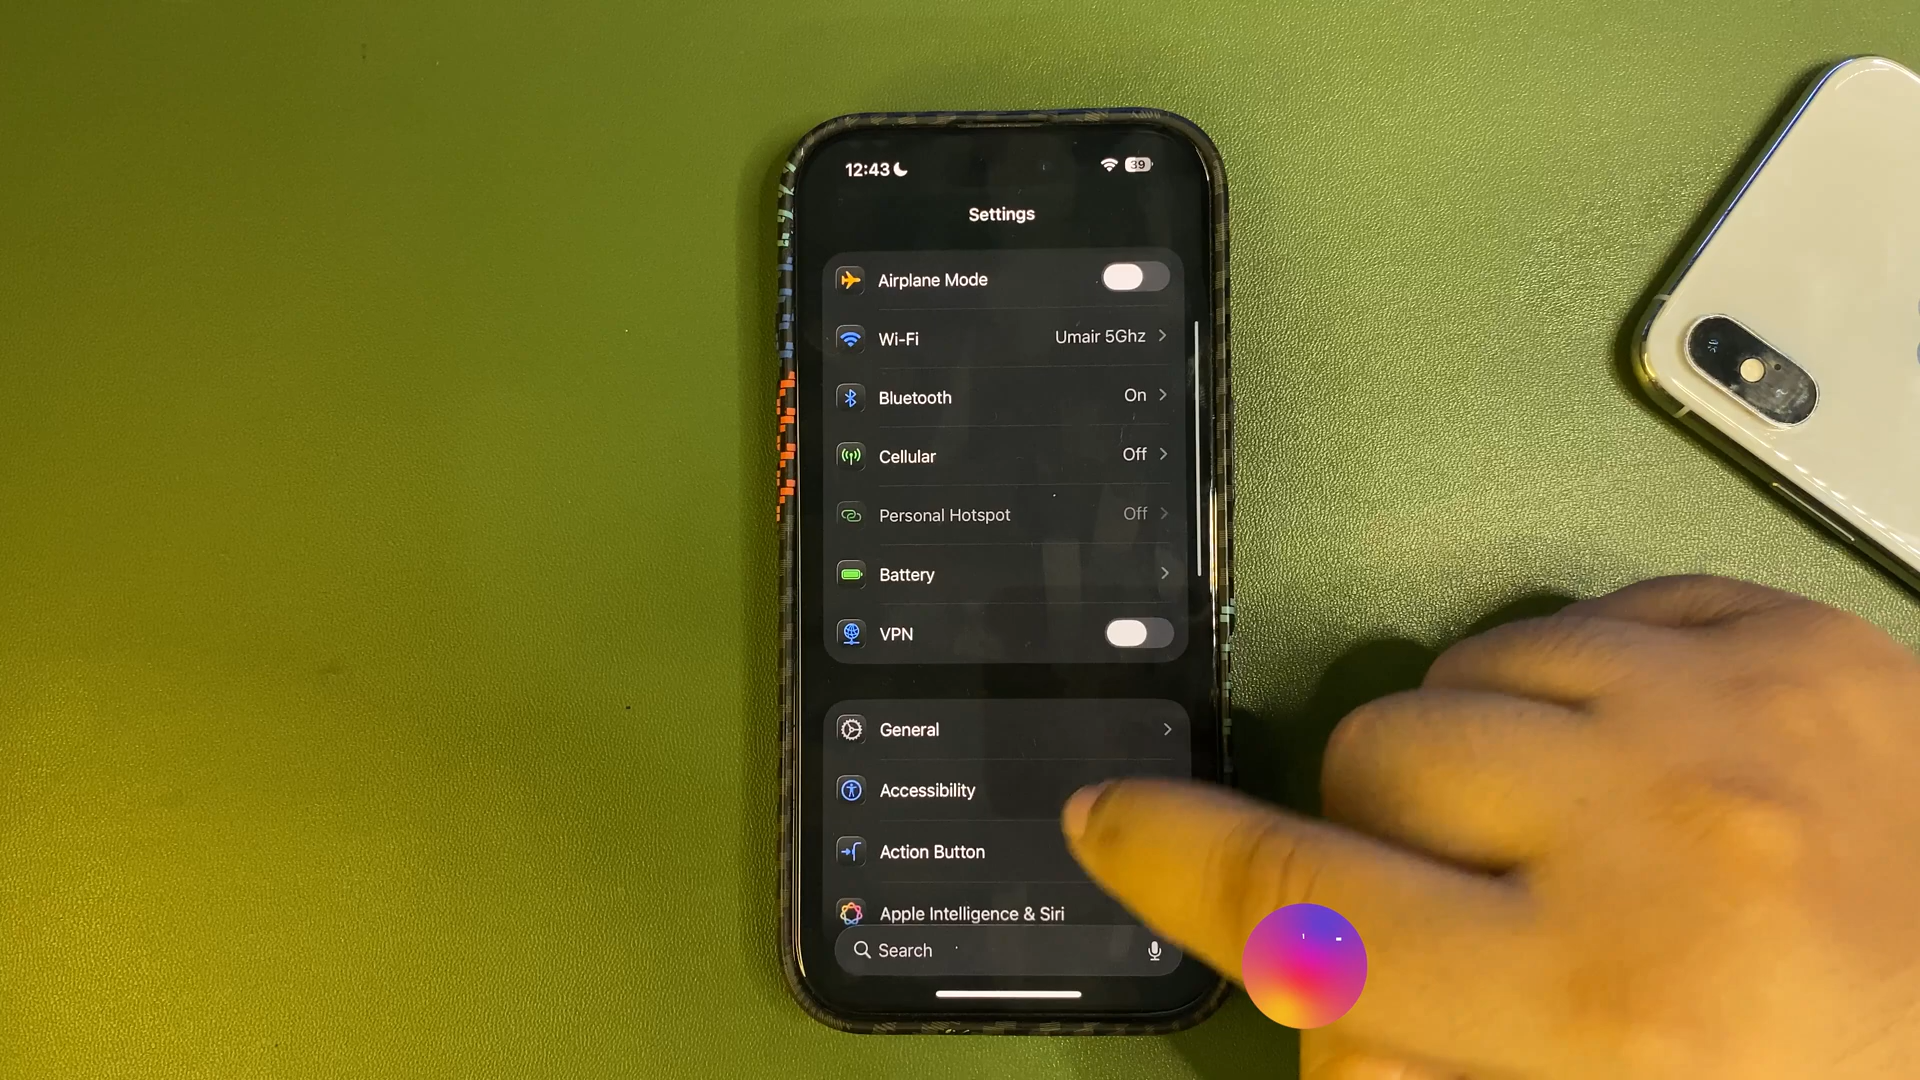 12:43
39
Settings
Airplane Mode
Wi-Fi Umair 5Ghz
Bluetooth On
Cellular Off
Personal Hotspot Off
Battery
VPN
General
Accessibility
Action Button
Apple Intelligence & Siri
Search